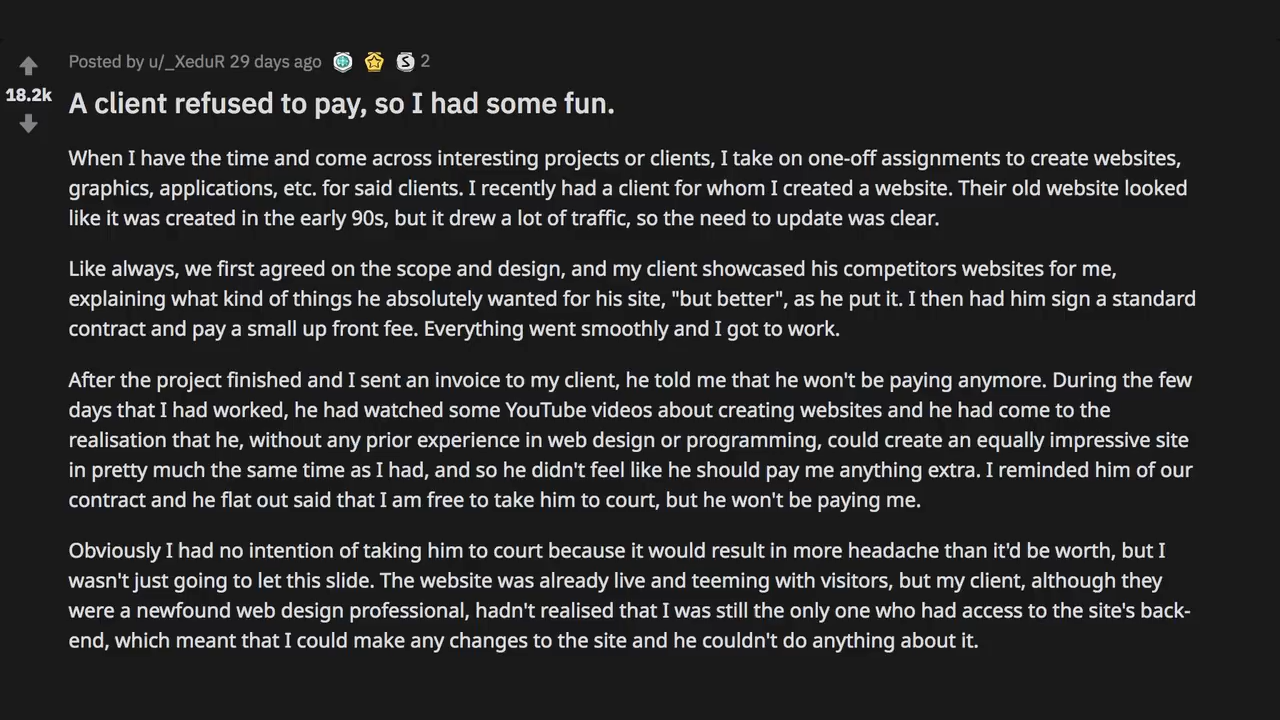 Posted by u/_XeduR 29 days ago 2
18.2k
A client refused to pay, so I had some fun.
When I have the time and come across interesting projects or clients, I take on one-off assignments to create websites,
graphics, applications, etc. for said clients. I recently had a client for whom I created a website. Their old website looked
like it was created in the early 90s, but it drew a lot of traffic, so the need to update was clear.
Like always, we first agreed on the scope and design, and my client showcased his competitors websites for me,
explaining what kind of things he absolutely wanted for his site, "but better", as he put it. I then had him sign a standard
contract and pay a small up front fee. Everything went smoothly and I got to work.
After the project finished and I sent an invoice to my client, he told me that he won't be paying anymore. During the few
days that I had worked, he had watched some YouTube videos about creating websites and he had come to the
realisation that he, without any prior experience in web design or programming, could create an equally impressive site
in pretty much the same time as I had, and so he didn't feel like he should pay me anything extra. I reminded him of our
contract and he flat out said that I am free to take him to court, but he won't be paying me.
Obviously I had no intention of taking him to court because it would result in more headache than it'd be worth, but I
wasn't just going to let this slide. The website was already live and teeming with visitors, but my client, although they
were a newfound web design professional, hadn't realised that I was still the only one who had access to the site's back-
end, which meant that I could make any changes to the site and he couldn't do anything about it.